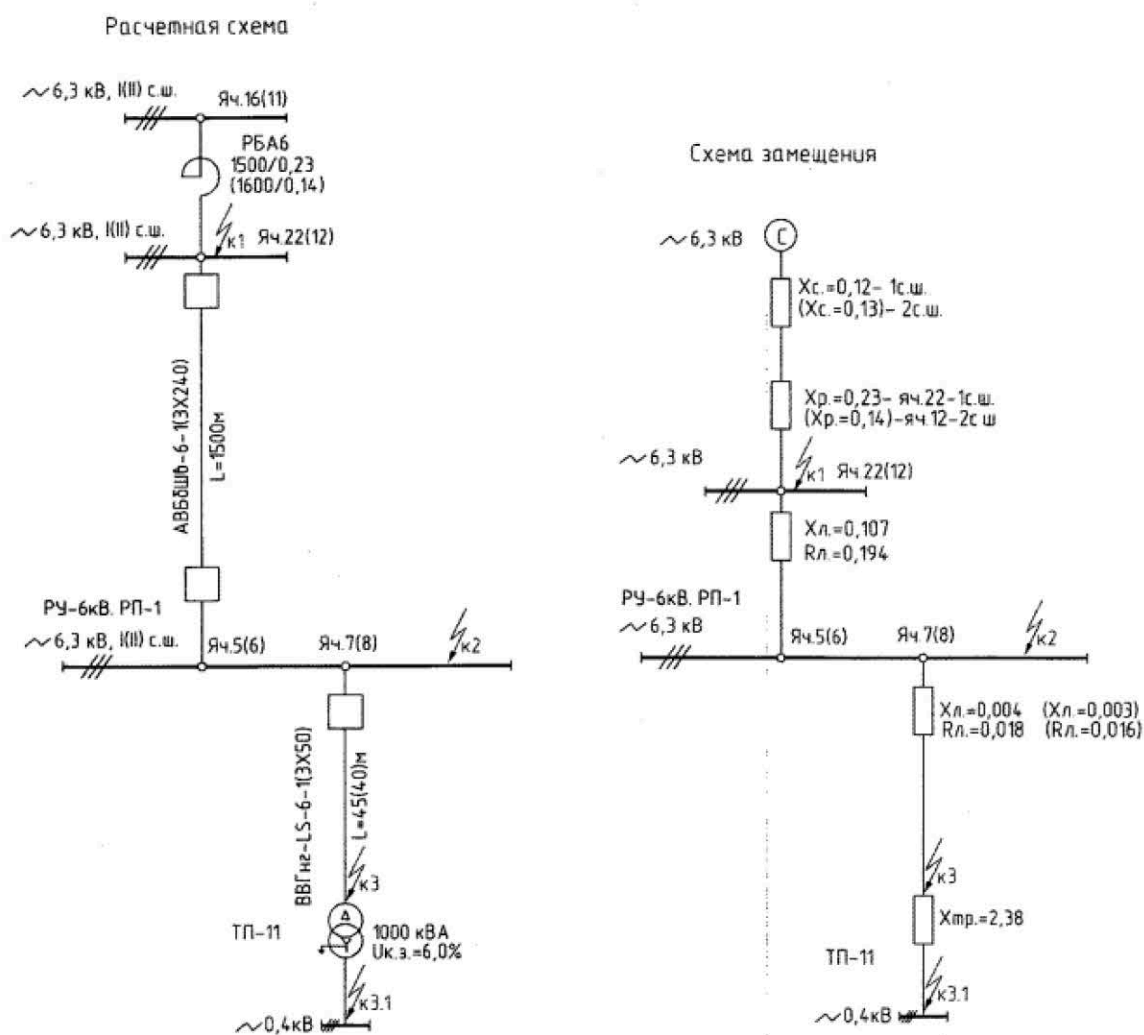 Расчетная схема
~6,3 кВ, I(II) с.ш.
Яч.16(11)
РБА6
1500/0,23
(1600/0,14)
~6,3 кВ, I(II) с.ш.
к1
Яч.22(12)
АВБбШв-6-1(3Х240)
L=1500м
РУ-6кВ. РП-1
~6,3 кВ, I(II) с.ш.
Яч.5(6)
Яч.7(8)
к2
ВВГнг-LS-6-1(3Х50)
L=45(40)м
к3
ТП-11
1000 кВА
Uк.з.=6,0%
к3.1
~0,4кВ
Схема замещения
~6,3 кВ
С
Хс.=0,12- 1с.ш.
(Хс.=0,13)- 2с.ш.
Хр.=0,23- яч.22-1с.ш.
(Хр.=0,14)-яч.12-2с ш
~6,3 кВ
к1
Яч.22(12)
Хл.=0,107
Rл.=0,194
РУ-6кВ. РП-1
~6,3 кВ
Яч.5(6)
Яч.7(8)
к2
Хл.=0,004 (Хл.=0,003)
Rл.=0,018 (Rл.=0,016)
к3
Хтр.=2,38
ТП-11
к3.1
~0,4кВ